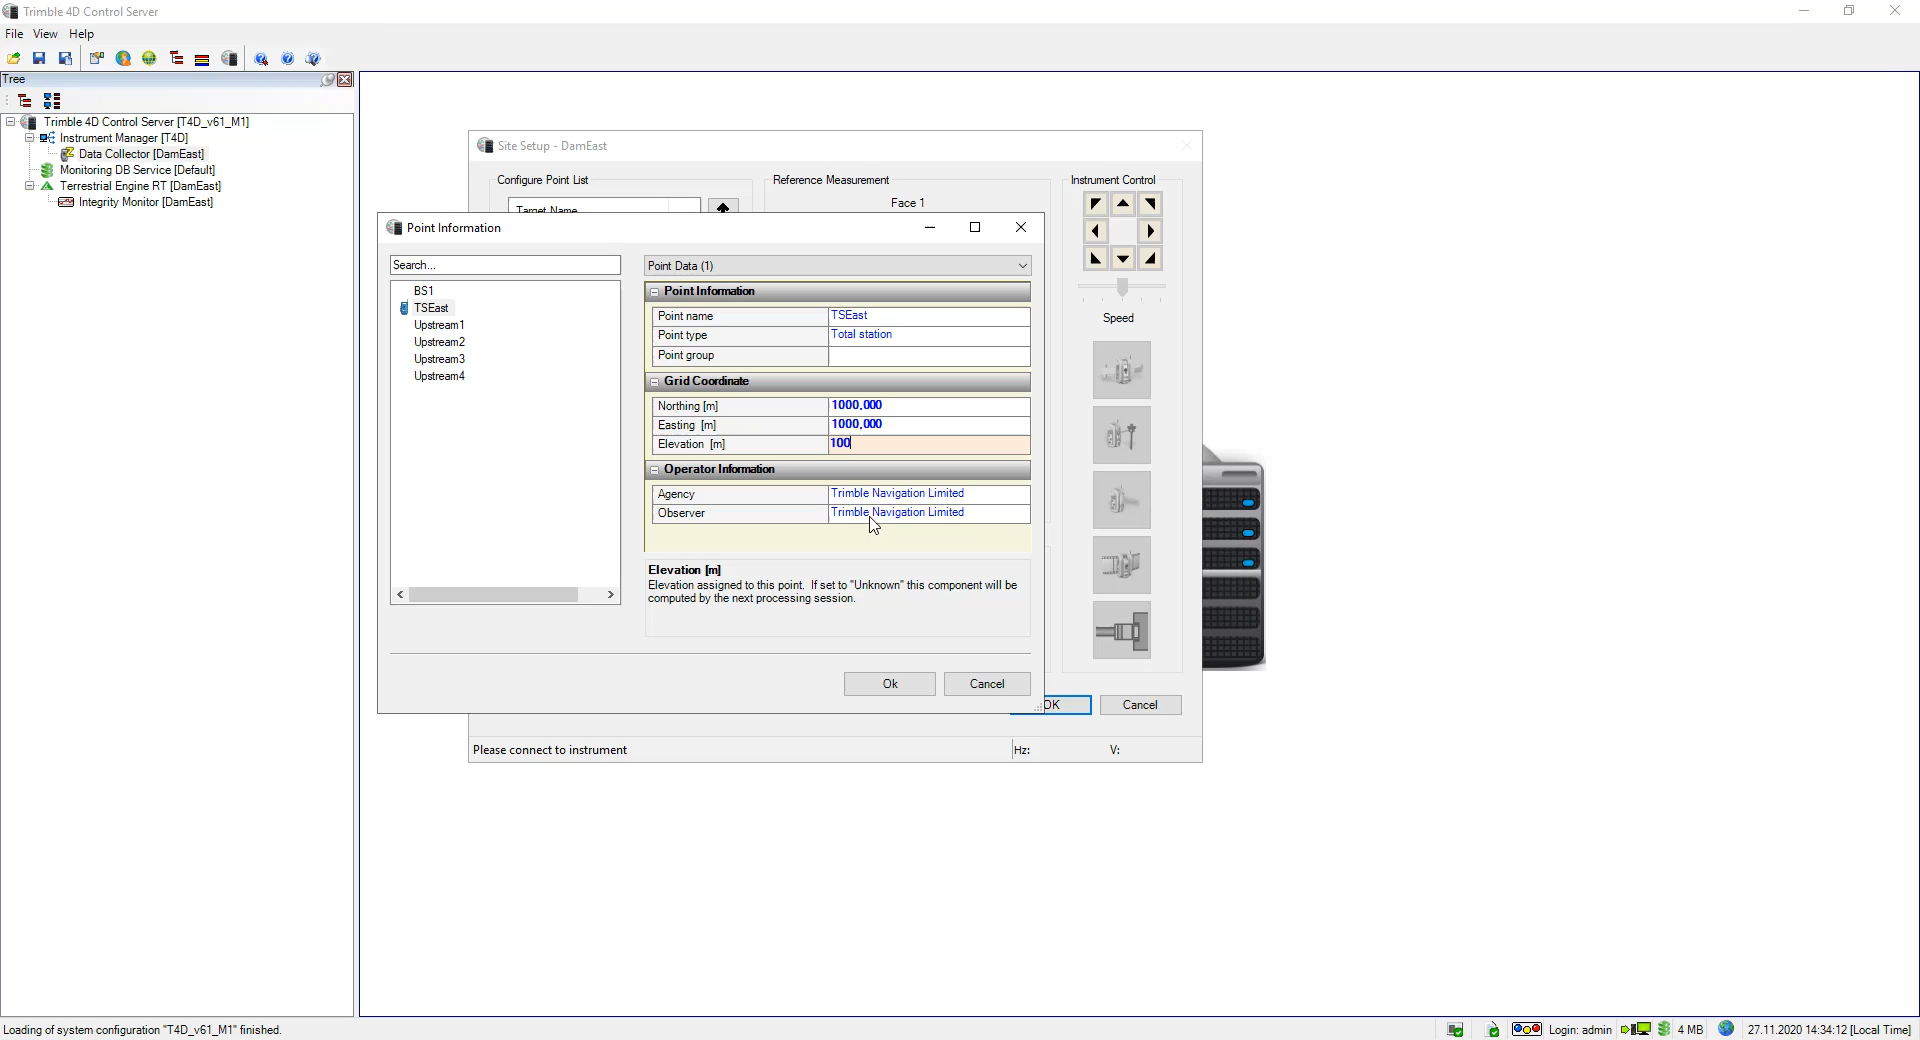 Trimble 4D Control Server
File View Help
Tree
Trimble 4D Control Server [T4D_v61_M1]
Instrument Manager [T4D]
Data Collector [DamEast]
Monitoring DB Service [Default]
Terrestrial Engine RT [DamEast]
Integrity Monitor [DamEast]
Site Setup - DamEast
Configure Point List
Reference Measurement
Instrument Control
Target Name
Face 1
Point Information
Search...
BS1
TSEast
Upstream1
Upstream2
Upstream3
Upstream4
Point Data (1)
Point Information
Point name TSEast
Point type Total station
Point group
Grid Coordinate
Northing [m] 1000,000
Easting [m] 1000,000
Elevation [m] 100
Operator Information
Agency Trimble Navigation Limited
Observer Trimble Navigation Limited
Elevation [m]
Elevation assigned to this point. If set to "Unknown" this component will be
computed by the next processing session.
Ok Cancel
Speed
OK Cancel
Please connect to instrument Hz: V:
Loading of system configuration "T4D_v61_M1" finished.
Login: admin 4 MB 27.11.2020 14:34:12 [Local Time]